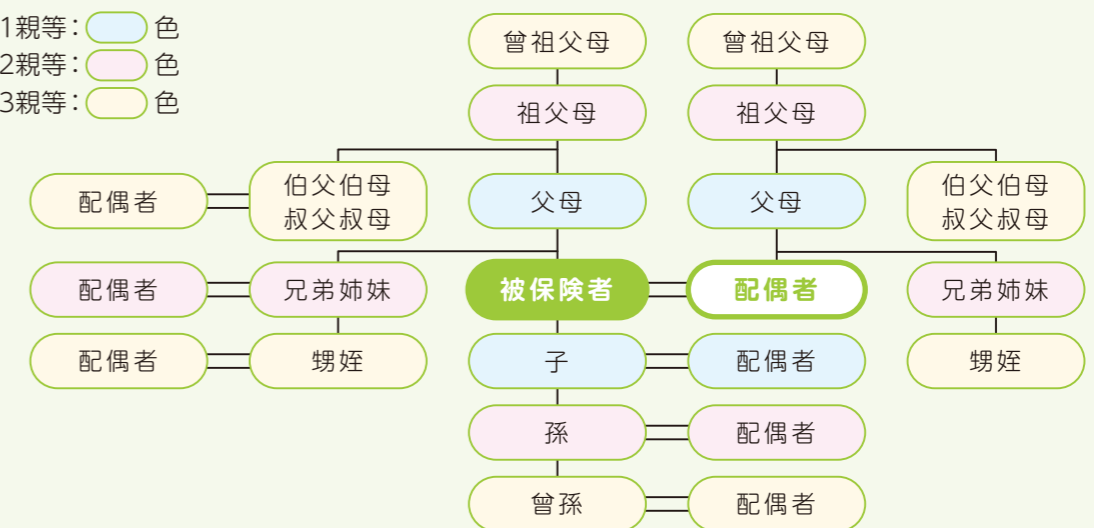 1親等：色
2親等：色
3親等：色
曾祖父母 曾祖父母
祖父母 祖父母
配偶者 伯父伯母 父母 父母 伯父伯母
叔父叔母 叔父叔母
配偶者 兄弟姉妹 被保険者 配偶者 兄弟姉妹
配偶者 甥姪 子 配偶者 甥姪
孫 配偶者
曾孫 配偶者